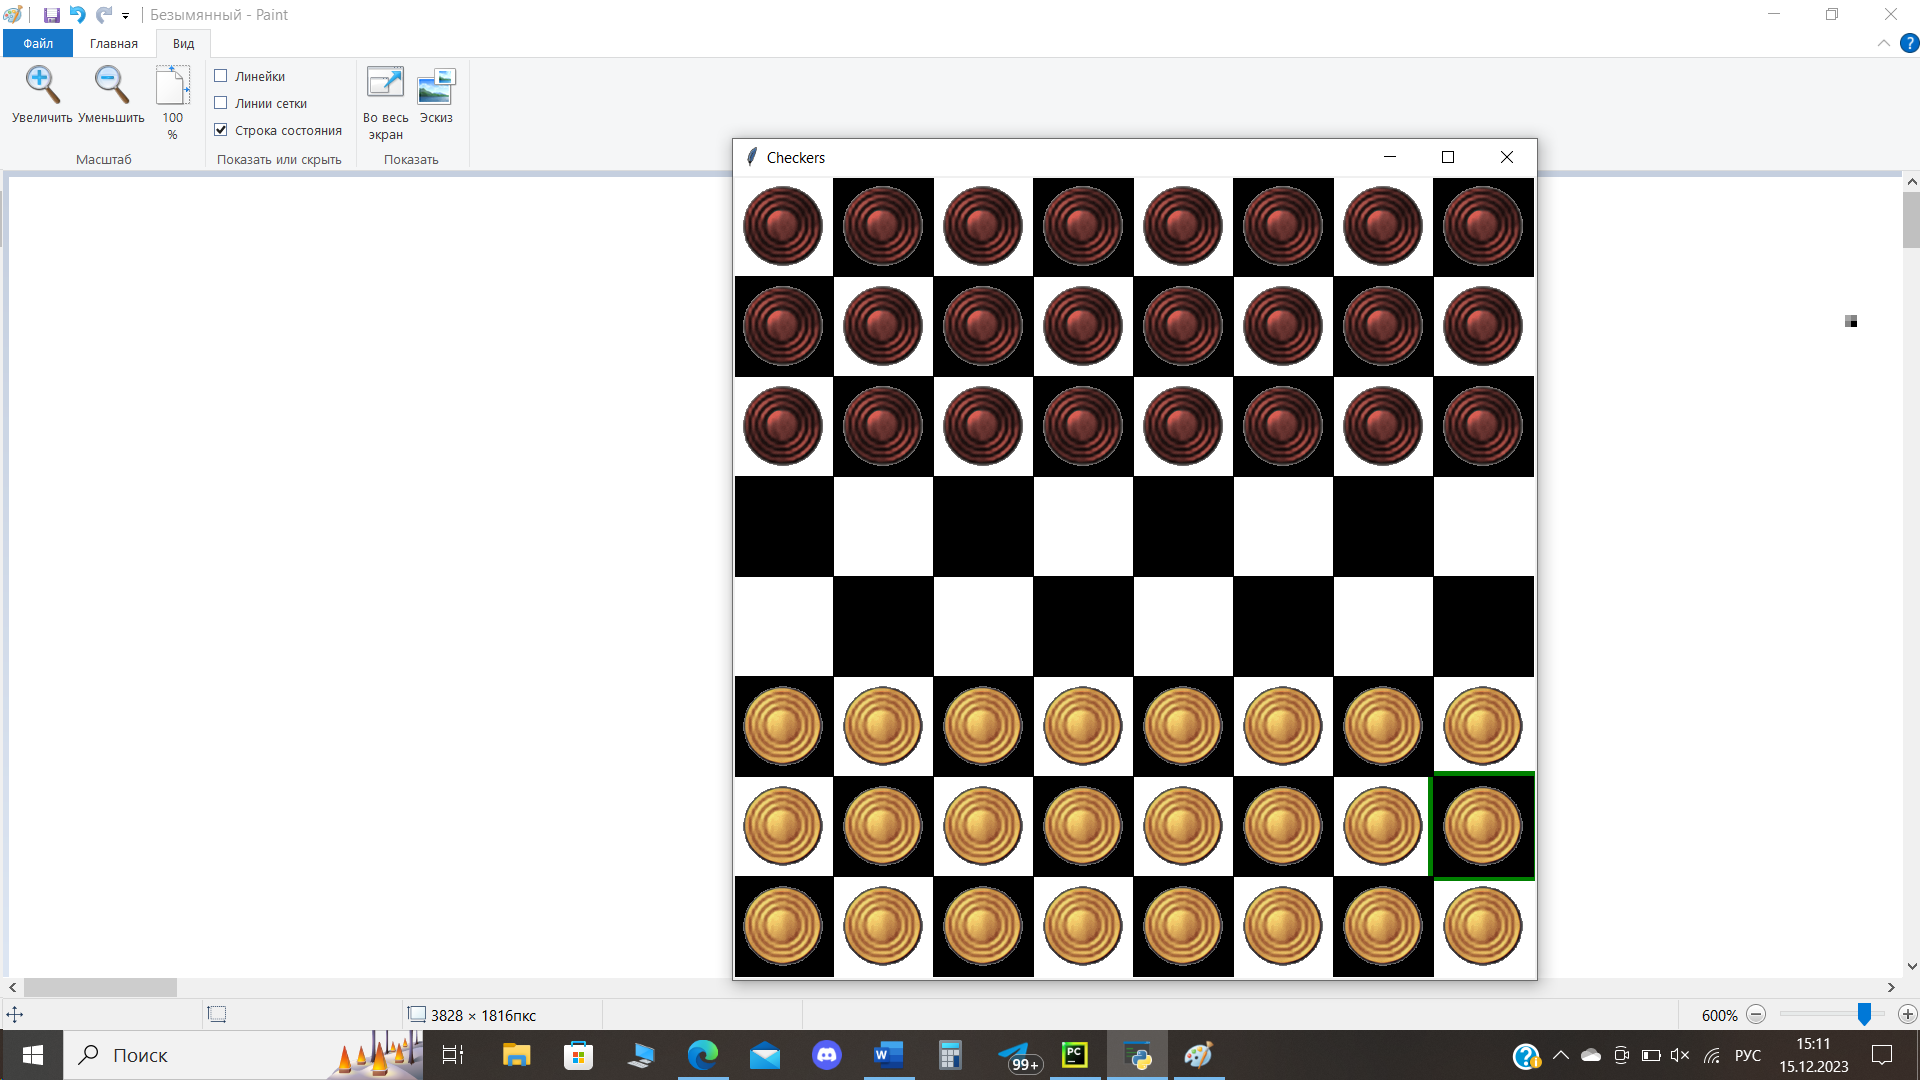 Безымянный - Paint
Файл Главная Вид ?
Увеличить Уменьшить 100 %
Линейки
Линии сетки
Строка состояния
Во весь экран Эскиз
Масштаб Показать или скрыть Показать
Checkers
3828 × 1816пкс 600%
Поиск
W
PC
99+
РУС
15:11
15.12.2023